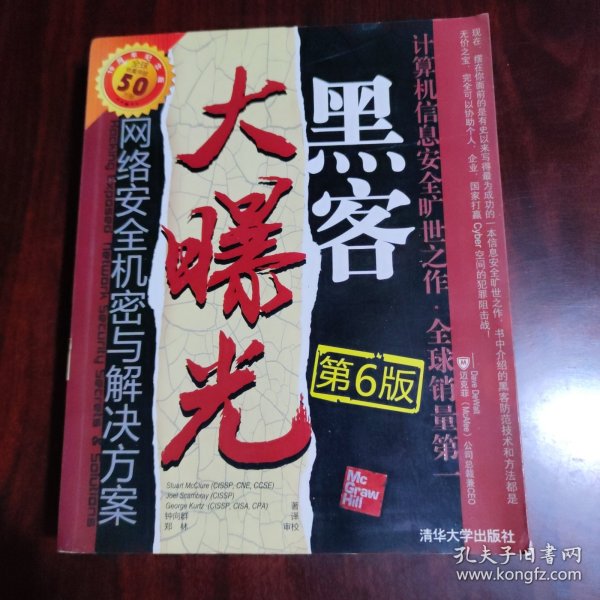 现在,摆在你面前的是有史以来写得最为成功的一本信息安全旷世之作,书中介绍的黑客防范技术和方法都是
无价之宝,完全可以协助个人、企业、国家打赢Cyber空间的犯罪阻击战!
——Dave DeWalt
迈克菲(McAfee)公司总裁兼CEO
计算机信息安全旷世之作·全球销量第一
黑客
大曝光
第6版
网络安全机密与解决方案
Hacking Exposed: Network Security Secrets & Solutions
全球
50
Stuart McClure (CISSP, CNE, CCSE)
Joel Scambray (CISSP)
George Kurtz (CISSP, CISA, CPA) 著
钟向群 译
郑林 审校
Mc
Graw
Hill
清华大学出版社
孔夫子旧书网
www.kongfz.com